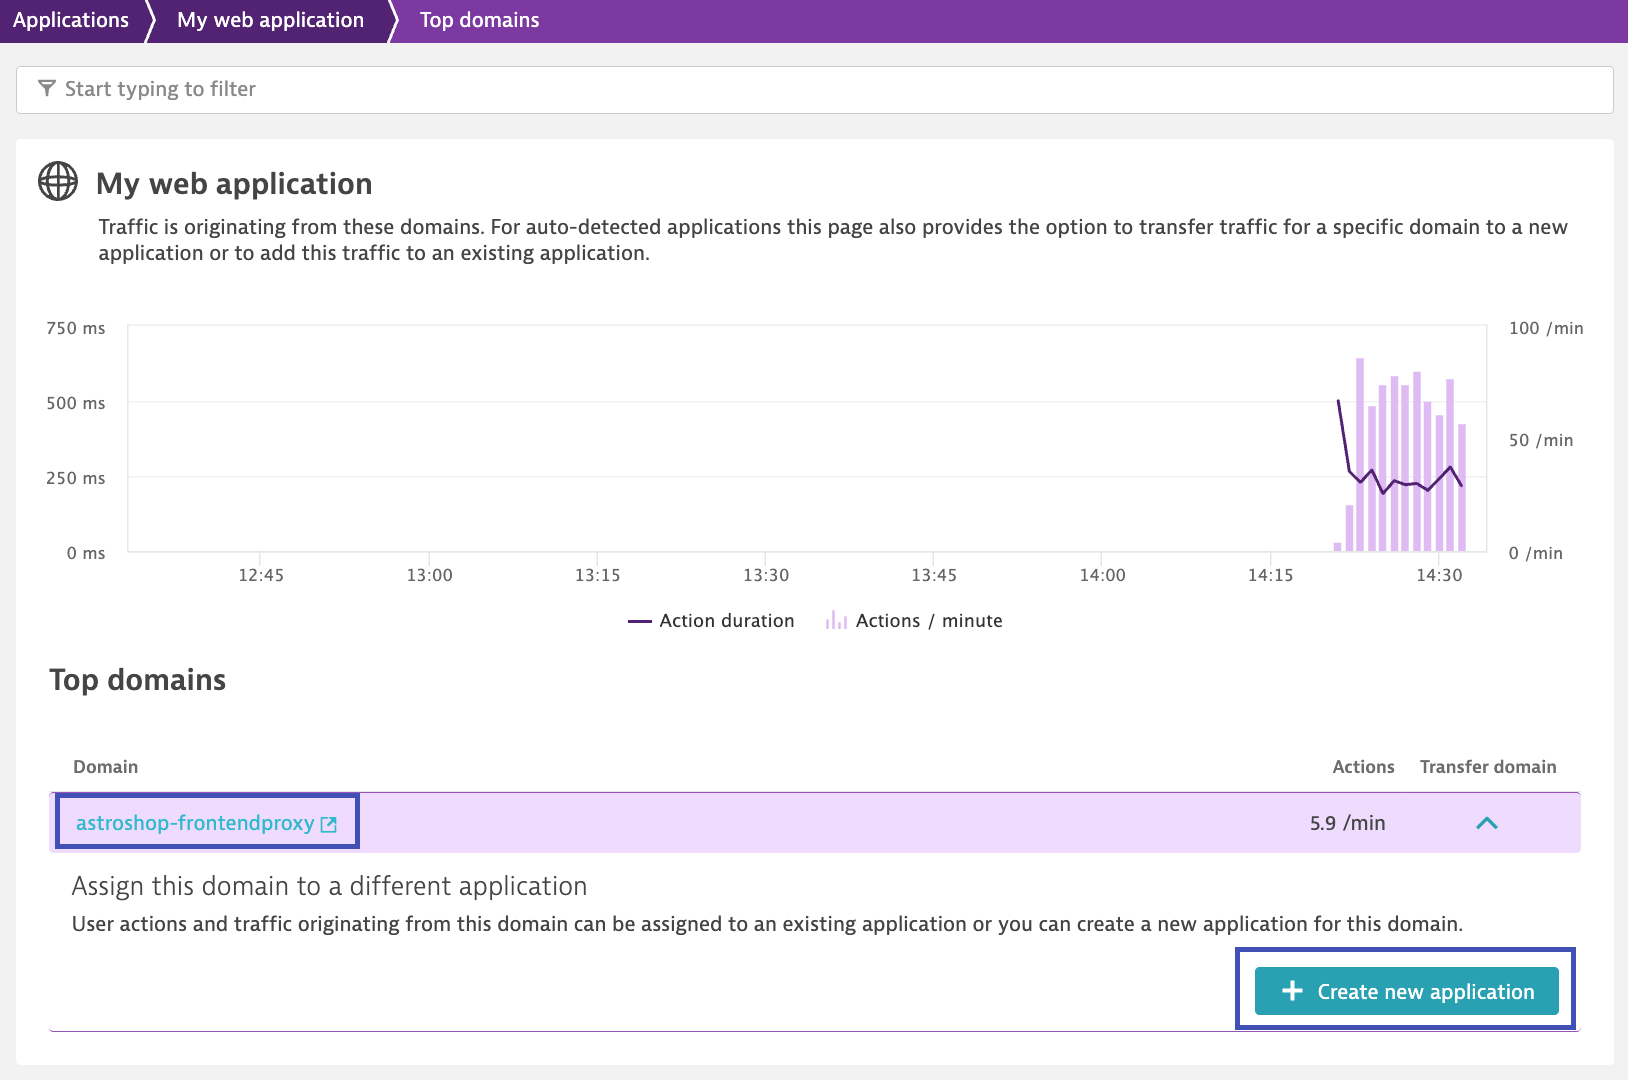 Applications
My web application
Top domains
Start typing to filter
My web application
Traffic is originating from these domains. For auto-detected applications this page also provides the option to transfer traffic for a specific domain to a new
application or to add this traffic to an existing application.
750 ms
500 ms
250 ms
0 ms
100 /min
50 /min
0 /min
12:45
13:00
13:15
13:30
13:45
14:00
14:15
14:30
Action duration
Actions / minute
Top domains
Domain
Actions
Transfer domain
astroshop-frontendproxy
5.9 /min
Assign this domain to a different application
User actions and traffic originating from this domain can be assigned to an existing application or you can create a new application for this domain.
Create new application